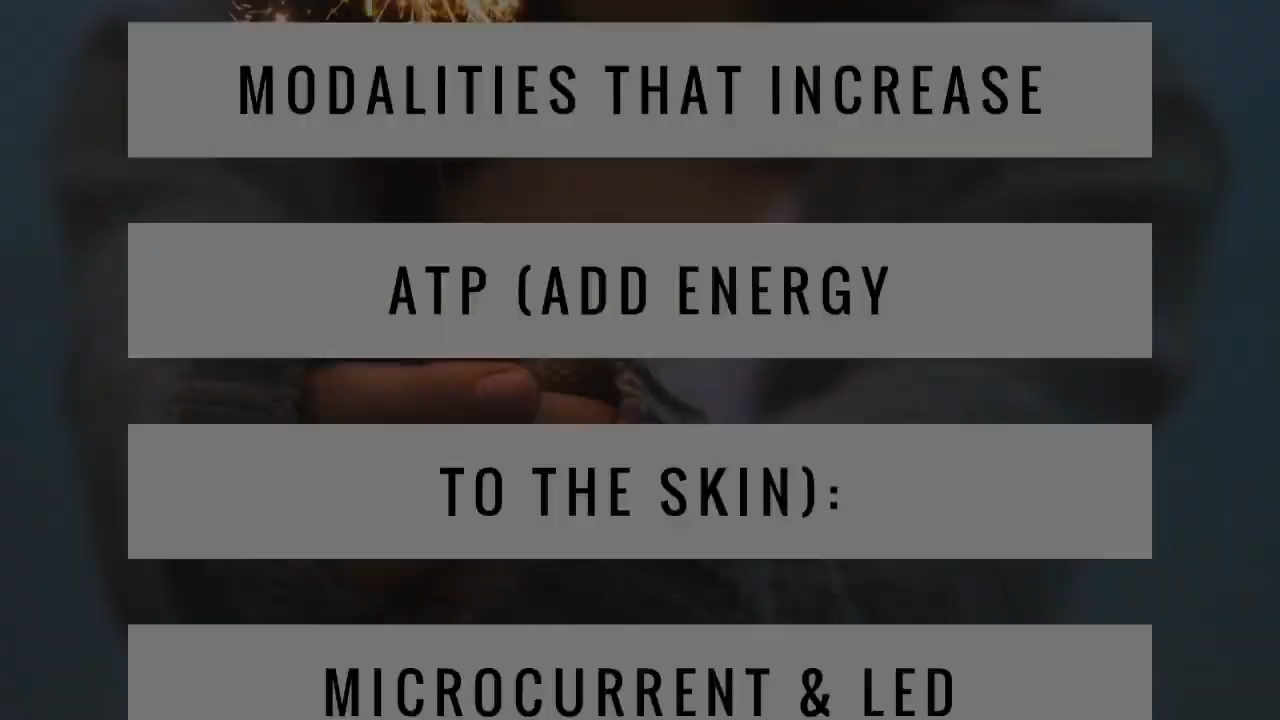 MODALITIES THAT INCREASE
ATP (ADD ENERGY
TO THE SKIN):
MICROCURRENT & LED